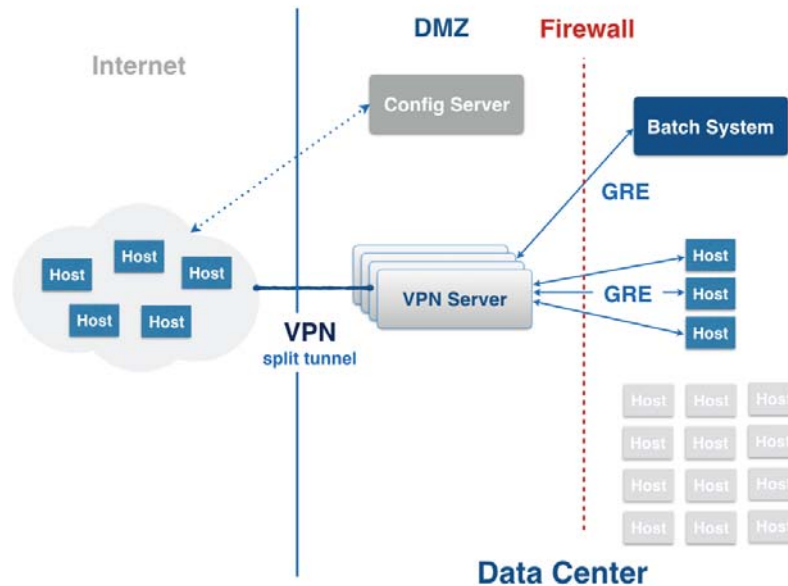 DMZ
Firewall
Internet
Config Server
Batch System
GRE
Host
Host
Host
Host
Host
VPN Server
Host
GRE
Host
Host
VPN
split tunnel
Host Host Host
Host Host Host
Host Host Host
Host Host Host
Data Center